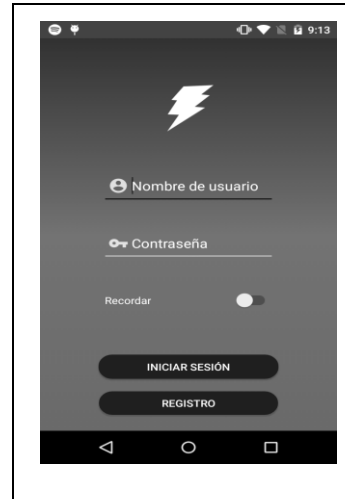 9:13
Nombre de usuario
Contraseña
Recordar
INICIAR SESIÓN
REGISTRO